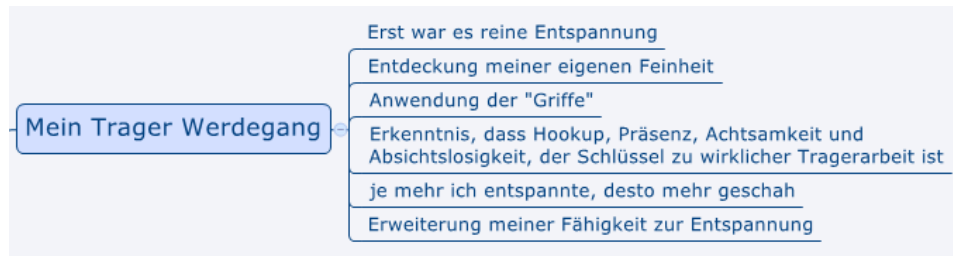 Mein Trager Werdegang
Erst war es reine Entspannung
Entdeckung meiner eigenen Feinheit
Anwendung der "Griffe"
Erkenntnis, dass Hookup, Präsenz, Achtsamkeit und
Absichtslosigkeit, der Schlüssel zu wirklicher Tragerarbeit ist
je mehr ich entspannte, desto mehr geschah
Erweiterung meiner Fähigkeit zur Entspannung